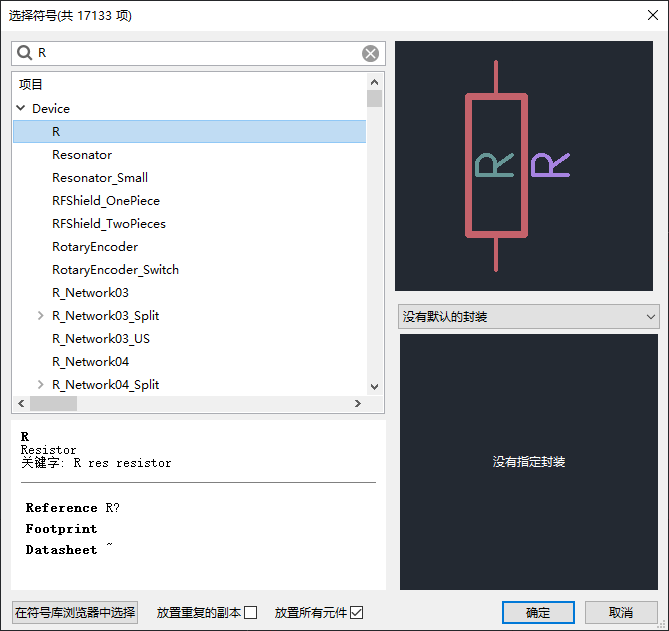 选择符号(共 17133 项)
R
项目
Device
R
Resonator
Resonator_Small
RFShield_OnePiece
RFShield_TwoPieces
RotaryEncoder
RotaryEncoder_Switch
R_Network03
R_Network03_Split
R_Network03_US
R_Network04
R_Network04_Split
R
R
没有默认的封装
没有指定封装
R
Resistor
关键字: R res resistor
Reference R?
Footprint
Datasheet ~
在符号库浏览器中选择
放置重复的副本
放置所有元件
确定
取消